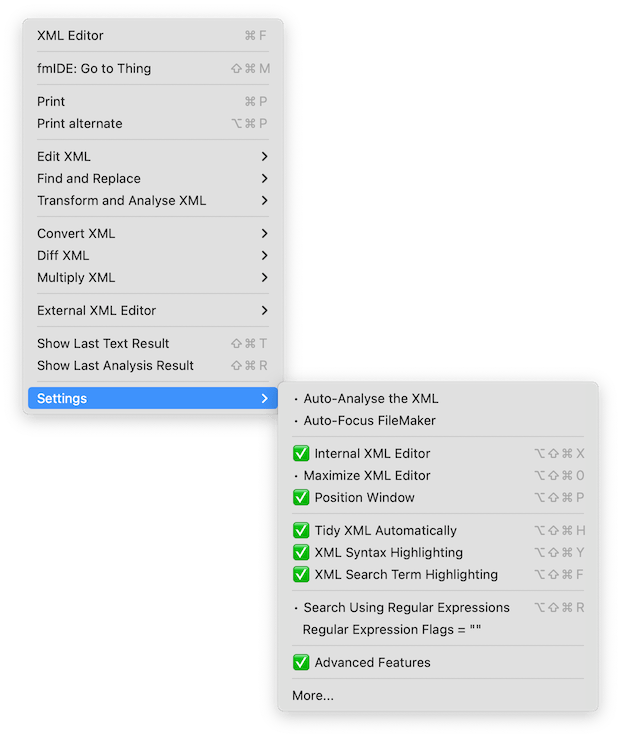 XML Editor ⌘ F
fmIDE: Go to Thing ⇧ ⌘ M
Print ⌘ P
Print alternate ⌥ ⌘ P
Edit XML
Find and Replace
Transform and Analyse XML
Convert XML
Diff XML
Multiply XML
External XML Editor
Show Last Text Result ⇧ ⌘ T
Show Last Analysis Result ⇧ ⌘ R
Settings
· Auto-Analyse the XML
· Auto-Focus FileMaker
✅ Internal XML Editor ⌥ ⇧ ⌘ X
· Maximize XML Editor ⌥ ⇧ ⌘ 0
✅ Position Window ⌥ ⇧ ⌘ P
✅ Tidy XML Automatically ⌥ ⇧ ⌘ H
✅ XML Syntax Highlighting ⌥ ⇧ ⌘ Y
✅ XML Search Term Highlighting ⌥ ⇧ ⌘ F
· Search Using Regular Expressions ⌥ ⇧ ⌘ R
Regular Expression Flags = ""
✅ Advanced Features
More...